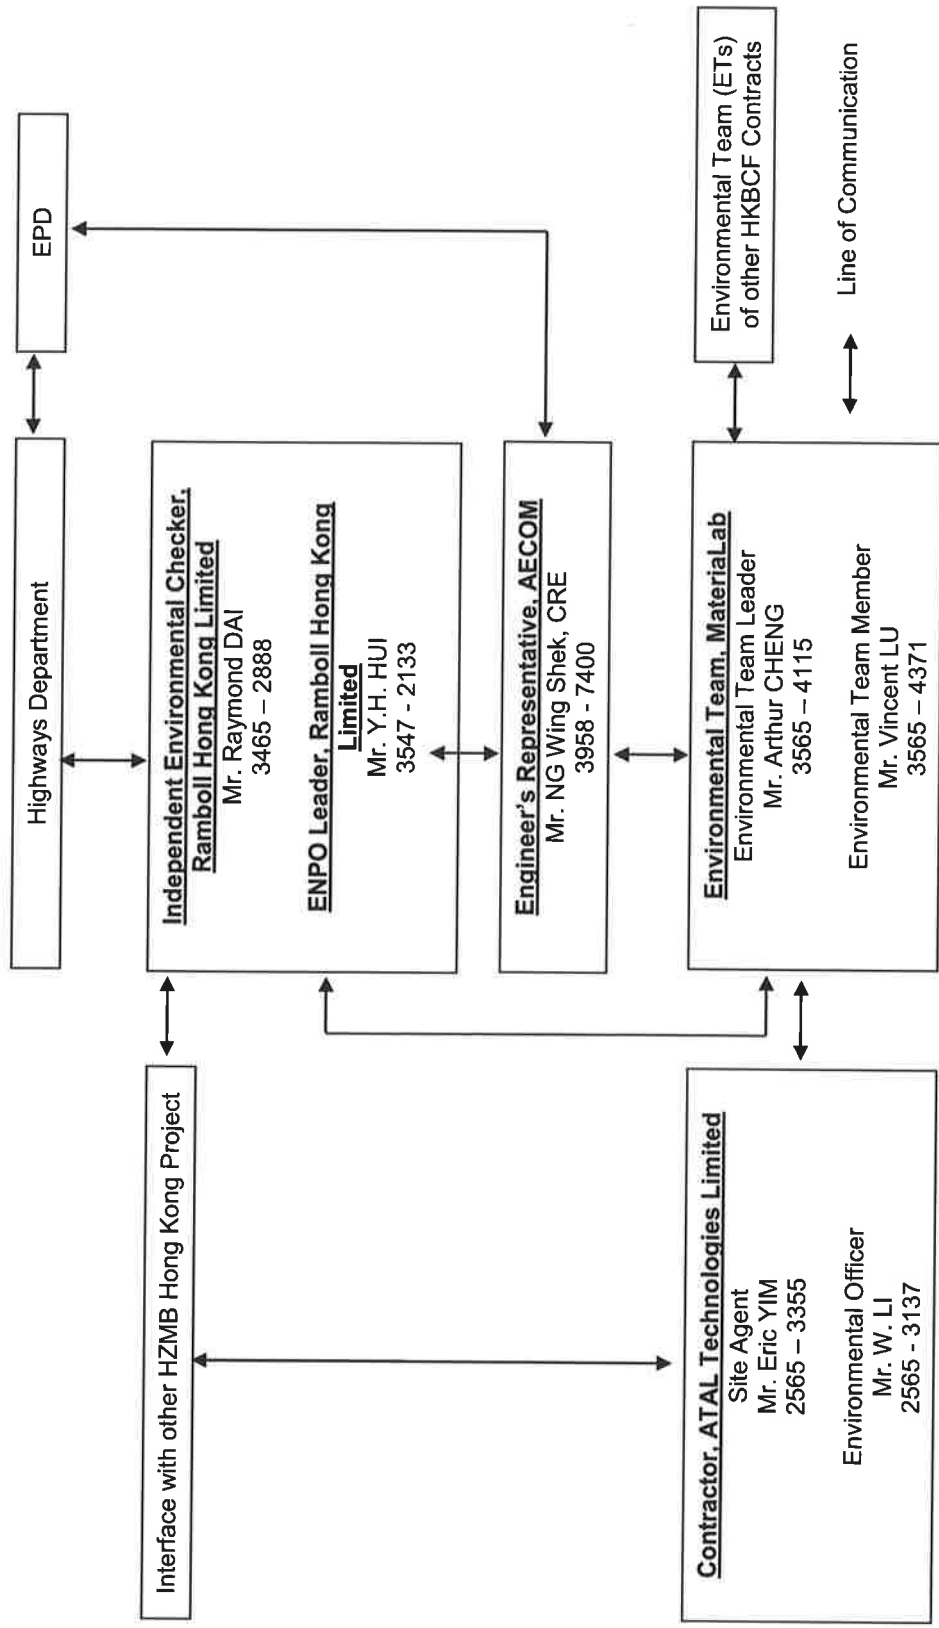 Highways Department
EPD
Interface with other HZMB Hong Kong Project
Independent Environmental Checker,
Ramboll Hong Kong Limited
Mr. Raymond DAI
3465 – 2888
ENPO Leader, Ramboll Hong Kong
Limited
Mr. Y.H. HUI
3547 - 2133
Engineer's Representative, AECOM
Mr. NG Wing Shek, CRE
3958 - 7400
Contractor, ATAL Technologies Limited
Site Agent
Mr. Eric YIM
2565 – 3355
Environmental Officer
Mr. W. LI
2565 - 3137
Environmental Team, MateriaLab
Environmental Team Leader
Mr. Arthur CHENG
3565 – 4115
Environmental Team Member
Mr. Vincent LU
3565 – 4371
Environmental Team (ETs)
of other HKBCF Contracts
Line of Communication